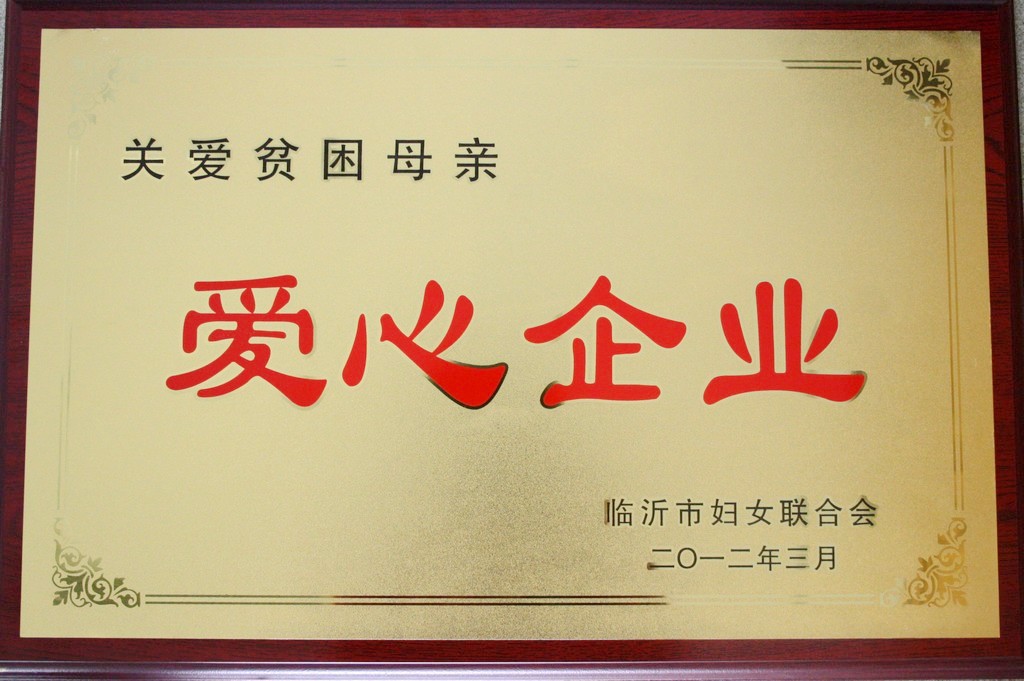 关爱贫困母亲
爱心企业
临沂市妇女联合会
二〇一二年三月